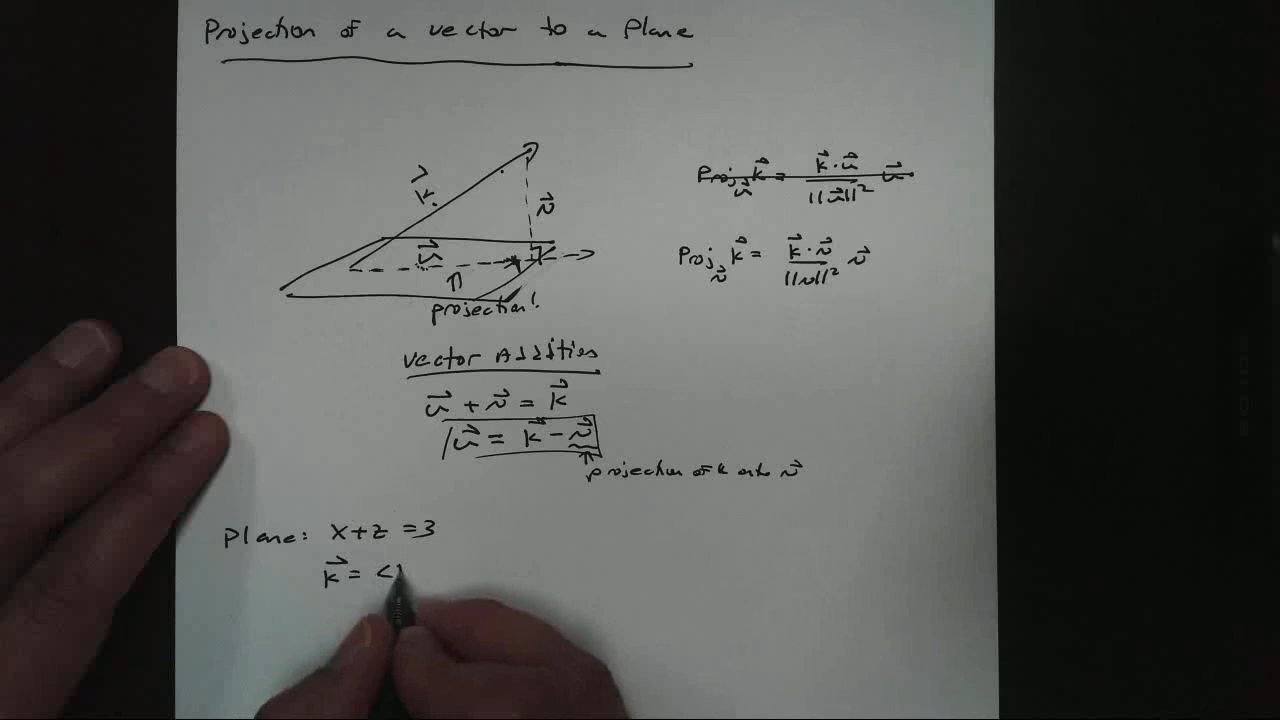 Projection of a vector to a Plane
k⃗
n⃗
u⃗
projection!
Proj_u⃗ k⃗ = (k⃗ · u⃗) / ||u⃗||² u⃗
Proj_n⃗ k⃗ = (k⃗ · n⃗) / ||n||² n⃗
Vector Addition
u⃗ + n⃗ = k⃗
u⃗ = k⃗ - n⃗
projection of k onto n⃗
Plane: x+z =3
k⃗ = <